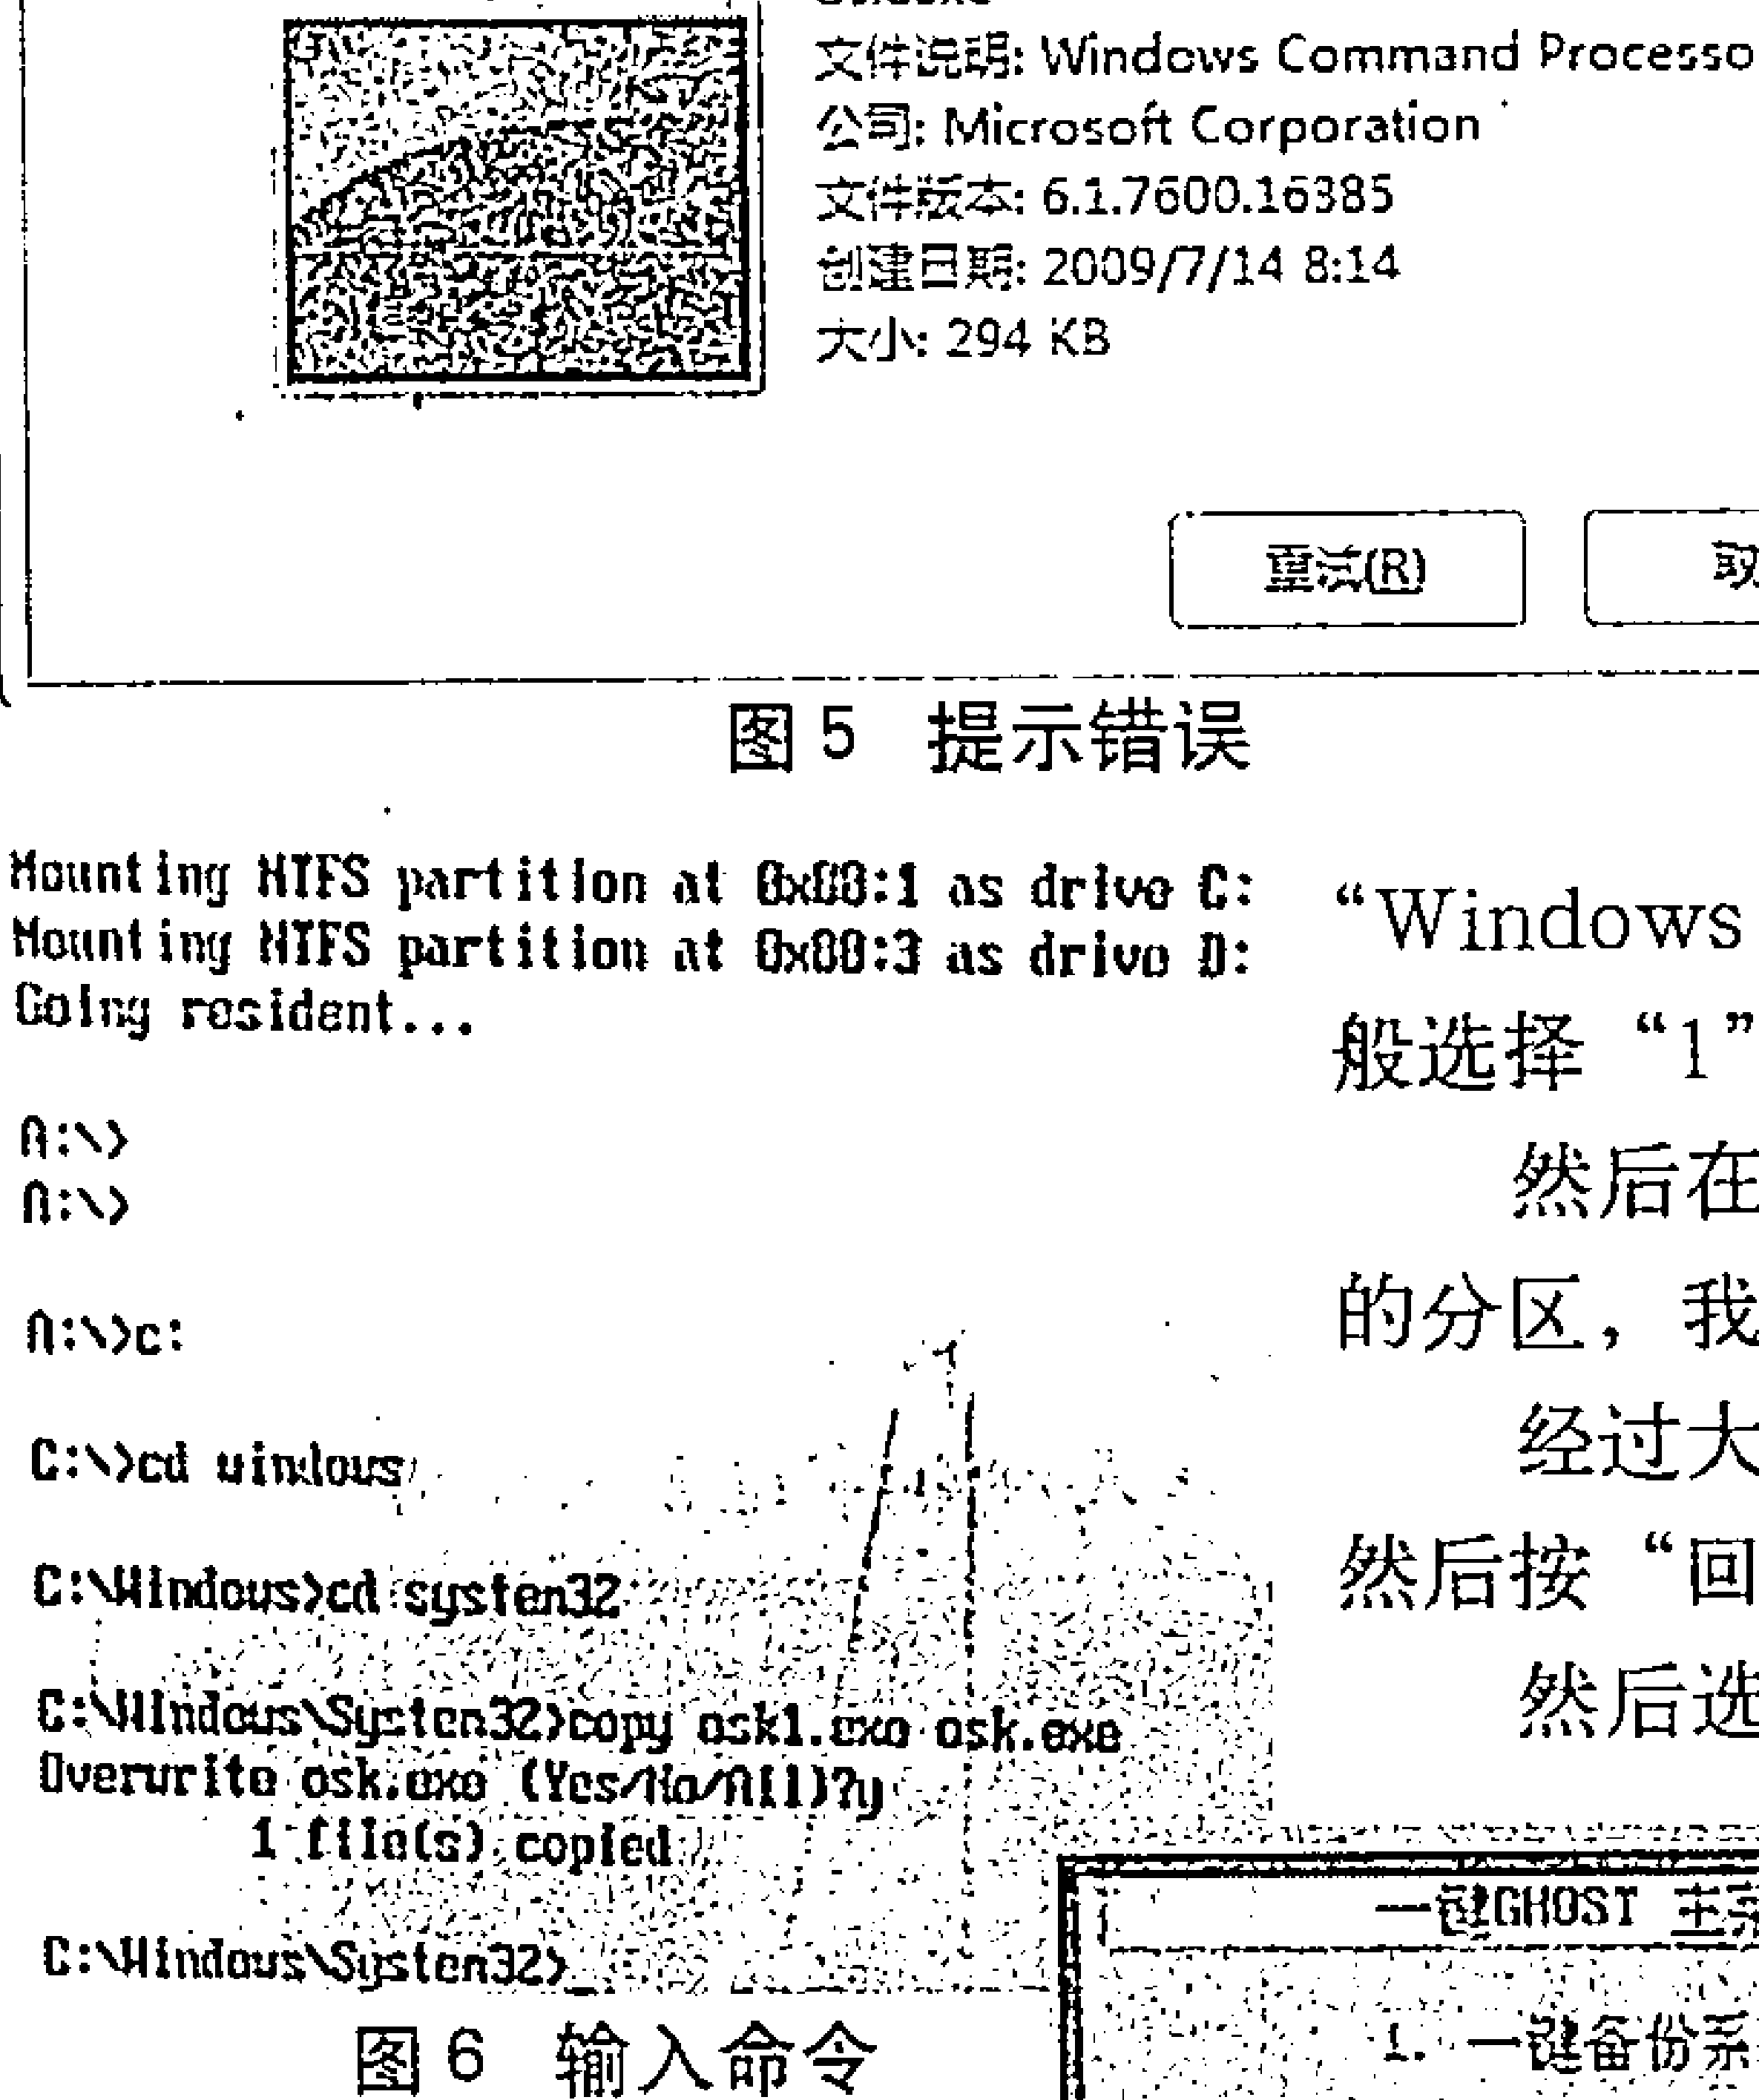 文件说明: Windows Command Processo
公司: Microsoft Corporation
文件版本: 6.1.7600.16385
创建日期: 2009/7/14 8:14
大小: 294 KB
重试(R)
取
图 5 提示错误
Mounting NTFS partition at 0x80:1 as drive C:
Mounting NTFS partition at 0x80:3 as drive D:
Going resident...
A:\>
A:\>
A:\>c:
C:\>cd windows
C:\Windows>cd system32
C:\Windows\System32>copy osk1.exe osk.exe
Overwrite osk.exe (Yes/No/All)?y
1 file(s) copied
C:\Windows\System32>
图 6 输入命令
“Windows
般选择“1”
然后在
的分区，我
经过大
然后按“回
然后选
一键GHOST 主菜
1. 一键备份系